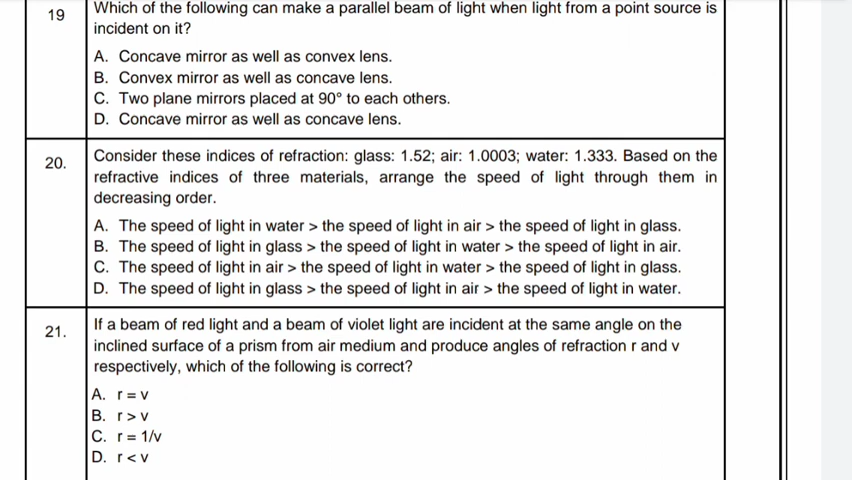 19
Which of the following can make a parallel beam of light when light from a point source is
incident on it?
A. Concave mirror as well as convex lens.
B. Convex mirror as well as concave lens.
C. Two plane mirrors placed at 90° to each others.
D. Concave mirror as well as concave lens.
20.
Consider these indices of refraction: glass: 1.52; air: 1.0003; water: 1.333. Based on the
refractive indices of three materials, arrange the speed of light through them in
decreasing order.
A. The speed of light in water > the speed of light in air > the speed of light in glass.
B. The speed of light in glass > the speed of light in water > the speed of light in air.
C. The speed of light in air > the speed of light in water > the speed of light in glass.
D. The speed of light in glass > the speed of light in air > the speed of light in water.
21.
If a beam of red light and a beam of violet light are incident at the same angle on the
inclined surface of a prism from air medium and produce angles of refraction r and v
respectively, which of the following is correct?
A. r = v
B. r > v
C. r = 1/v
D. r < v